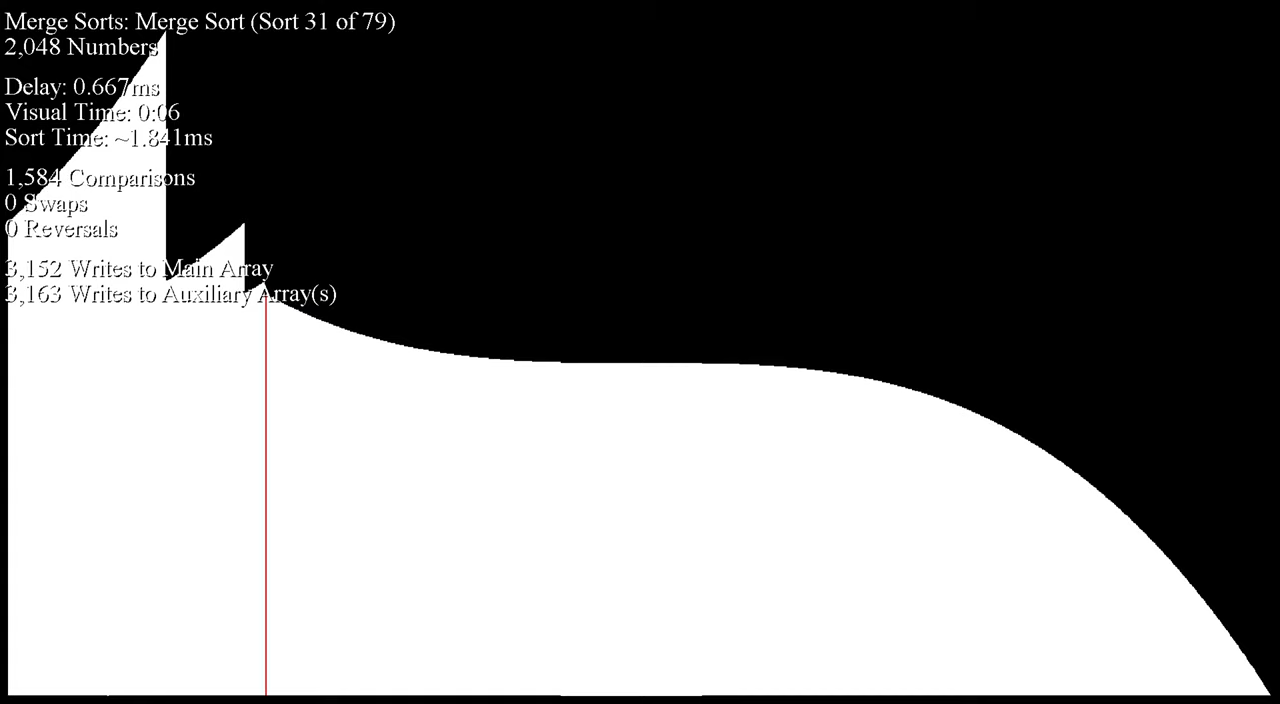 Merge Sorts: Merge Sort (Sort 31 of 79)
2,048 Numbers
Delay: 0.667ms
Visual Time: 0:06
Sort Time: ~1.841ms
1,584 Comparisons
0 Swaps
0 Reversals
3,152 Writes to Main Array
3,163 Writes to Auxiliary Array(s)